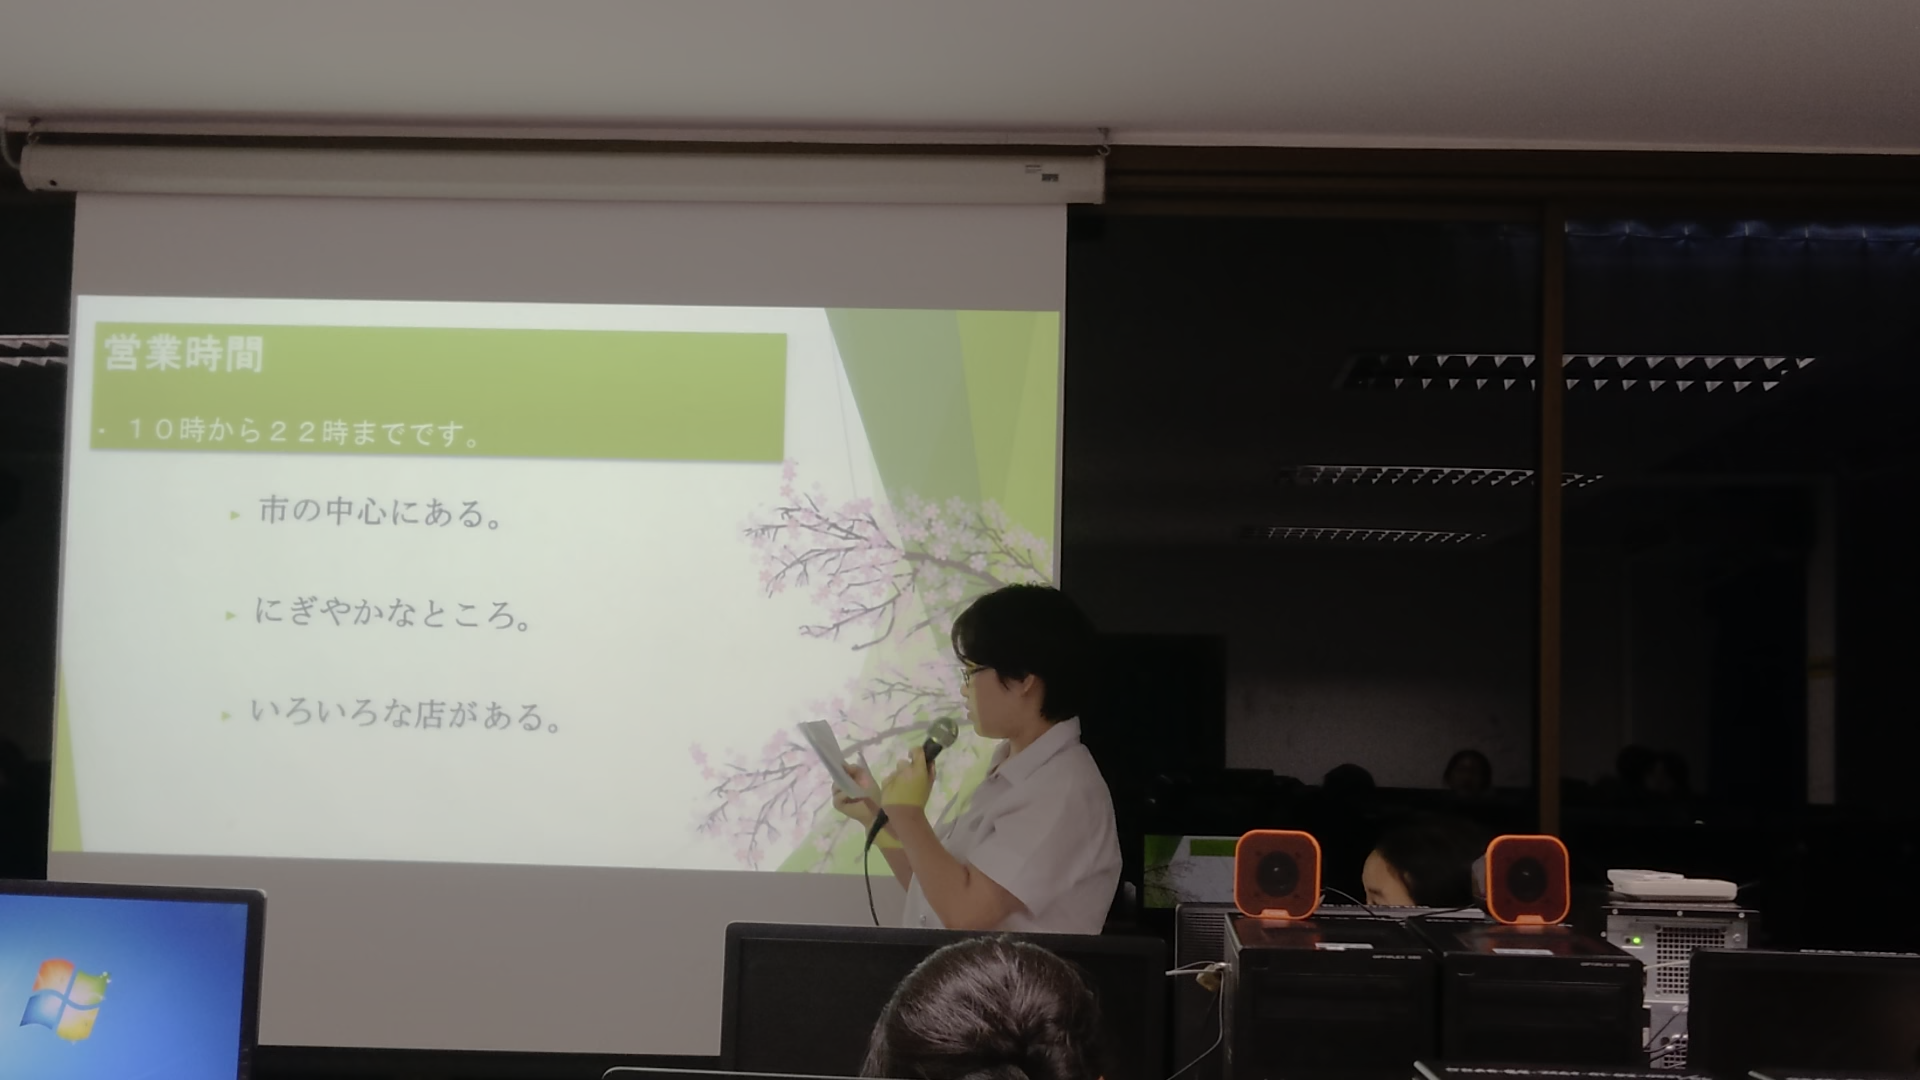 営業時間
・１０時から２２時までです。
市の中心にある。
にぎやかなところ。
いろいろな店がある。